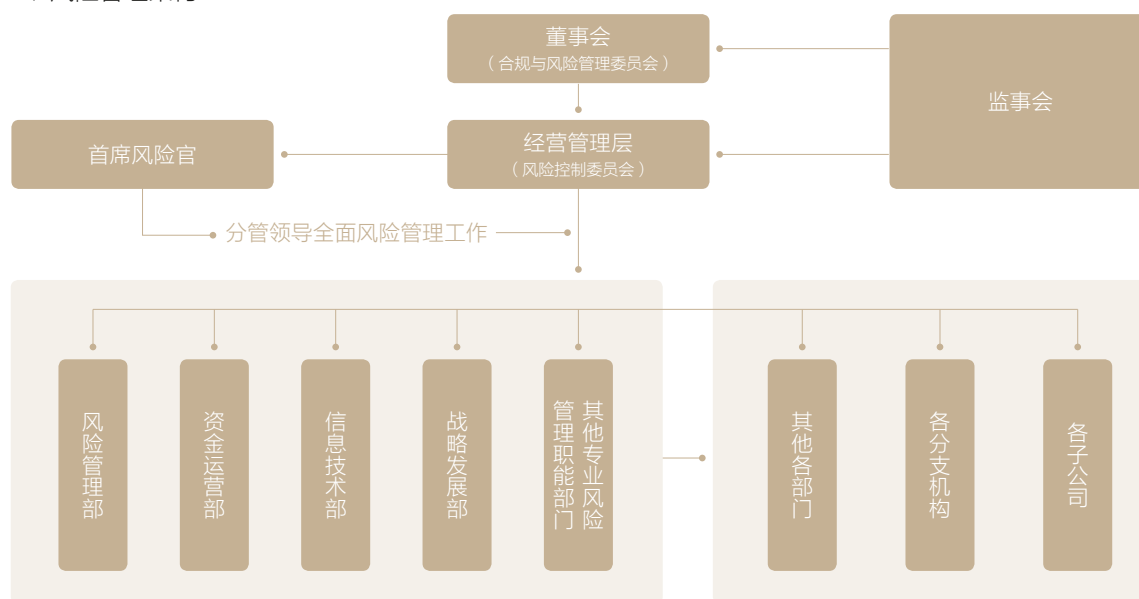 董事会
（合规与风险管理委员会）
监事会
首席风险官
经营管理层
（风险控制委员会）
分管领导全面风险管理工作
风险管理部
资金运营部
信息技术部
战略发展部
其他专业风险
管理职能部门
其他各部门
各分支机构
各子公司